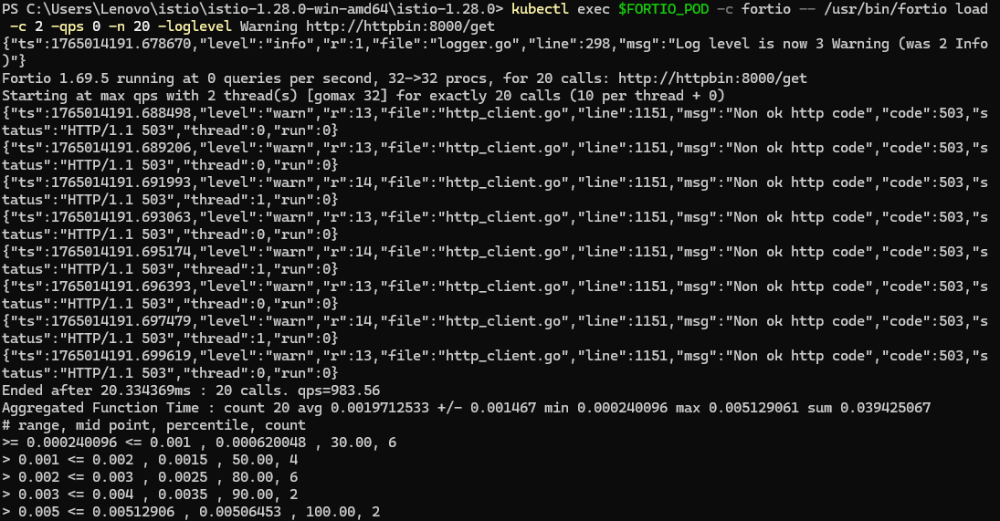 PS C:\Users\Lenovo\istio\istio-1.28.0-win-amd64\istio-1.28.0> kubectl exec $FORTIO_POD -c fortio -- /usr/bin/fortio load
 -c 2 -qps 0 -n 20 -loglevel Warning http://httpbin:8000/get
{"ts":1765014191.678670,"level":"info","r":1,"file":"logger.go","line":298,"msg":"Log level is now 3 Warning (was 2 Info
)"}
Fortio 1.69.5 running at 0 queries per second, 32->32 procs, for 20 calls: http://httpbin:8000/get
Starting at max qps with 2 thread(s) [gomax 32] for exactly 20 calls (10 per thread + 0)
{"ts":1765014191.688498,"level":"warn","r":13,"file":"http_client.go","line":1151,"msg":"Non ok http code","code":503,"s
tatus":"HTTP/1.1 503","thread":0,"run":0}
{"ts":1765014191.689206,"level":"warn","r":13,"file":"http_client.go","line":1151,"msg":"Non ok http code","code":503,"s
tatus":"HTTP/1.1 503","thread":0,"run":0}
{"ts":1765014191.691993,"level":"warn","r":14,"file":"http_client.go","line":1151,"msg":"Non ok http code","code":503,"s
tatus":"HTTP/1.1 503","thread":1,"run":0}
{"ts":1765014191.693063,"level":"warn","r":13,"file":"http_client.go","line":1151,"msg":"Non ok http code","code":503,"s
tatus":"HTTP/1.1 503","thread":0,"run":0}
{"ts":1765014191.695174,"level":"warn","r":14,"file":"http_client.go","line":1151,"msg":"Non ok http code","code":503,"s
tatus":"HTTP/1.1 503","thread":1,"run":0}
{"ts":1765014191.696393,"level":"warn","r":13,"file":"http_client.go","line":1151,"msg":"Non ok http code","code":503,"s
tatus":"HTTP/1.1 503","thread":0,"run":0}
{"ts":1765014191.697479,"level":"warn","r":14,"file":"http_client.go","line":1151,"msg":"Non ok http code","code":503,"s
tatus":"HTTP/1.1 503","thread":1,"run":0}
{"ts":1765014191.699619,"level":"warn","r":13,"file":"http_client.go","line":1151,"msg":"Non ok http code","code":503,"s
tatus":"HTTP/1.1 503","thread":0,"run":0}
Ended after 20.334369ms : 20 calls. qps=983.56
Aggregated Function Time : count 20 avg 0.0019712533 +/- 0.001467 min 0.000240096 max 0.005129061 sum 0.039425067
# range, mid point, percentile, count
>= 0.000240096 <= 0.001 , 0.000620048 , 30.00, 6
> 0.001 <= 0.002 , 0.0015 , 50.00, 4
> 0.002 <= 0.003 , 0.0025 , 80.00, 6
> 0.003 <= 0.004 , 0.0035 , 90.00, 2
> 0.005 <= 0.00512906 , 0.00506453 , 100.00, 2